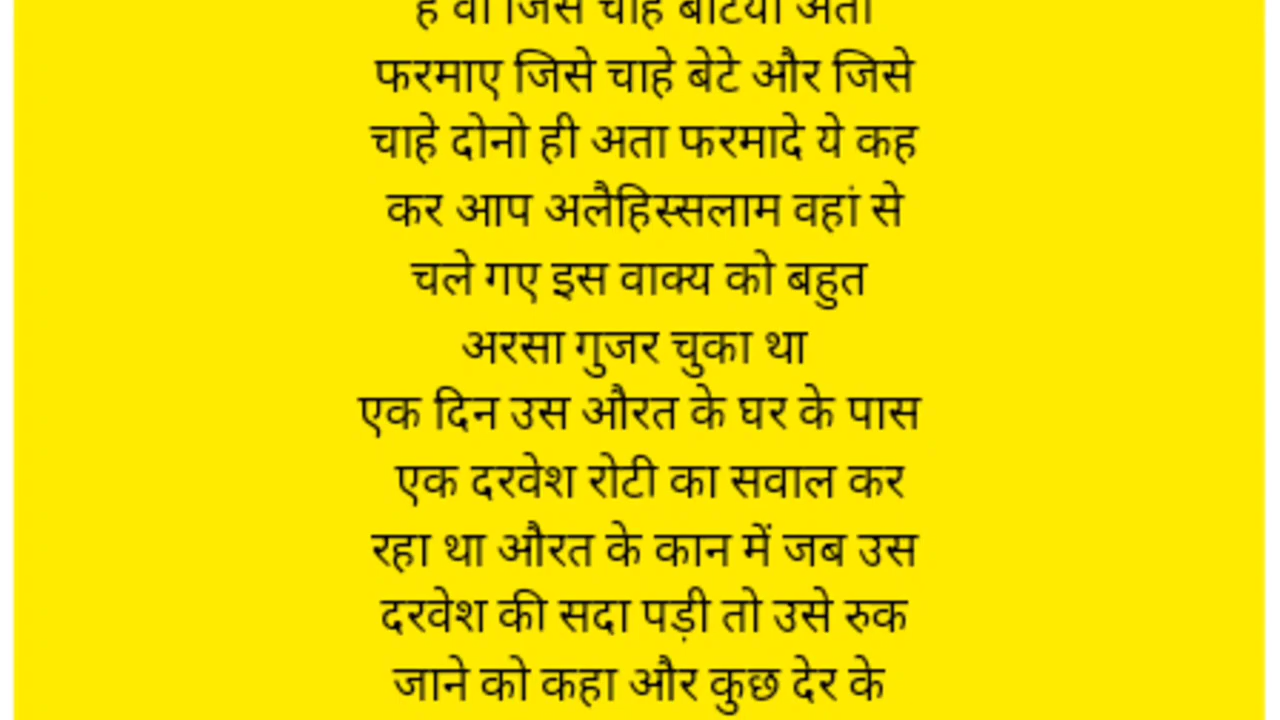 है वो जिसे चाहे बेटियां अता
फरमाए जिसे चाहे बेटे और जिसे
चाहे दोनो ही अता फरमादे ये कह
कर आप अलैहिस्सलाम वहां से
चले गए इस वाक्य को बहुत
अरसा गुजर चुका था
एक दिन उस औरत के घर के पास
एक दरवेश रोटी का सवाल कर
रहा था औरत के कान में जब उस
दरवेश की सदा पड़ी तो उसे रुक
जाने को कहा और कुछ देर के